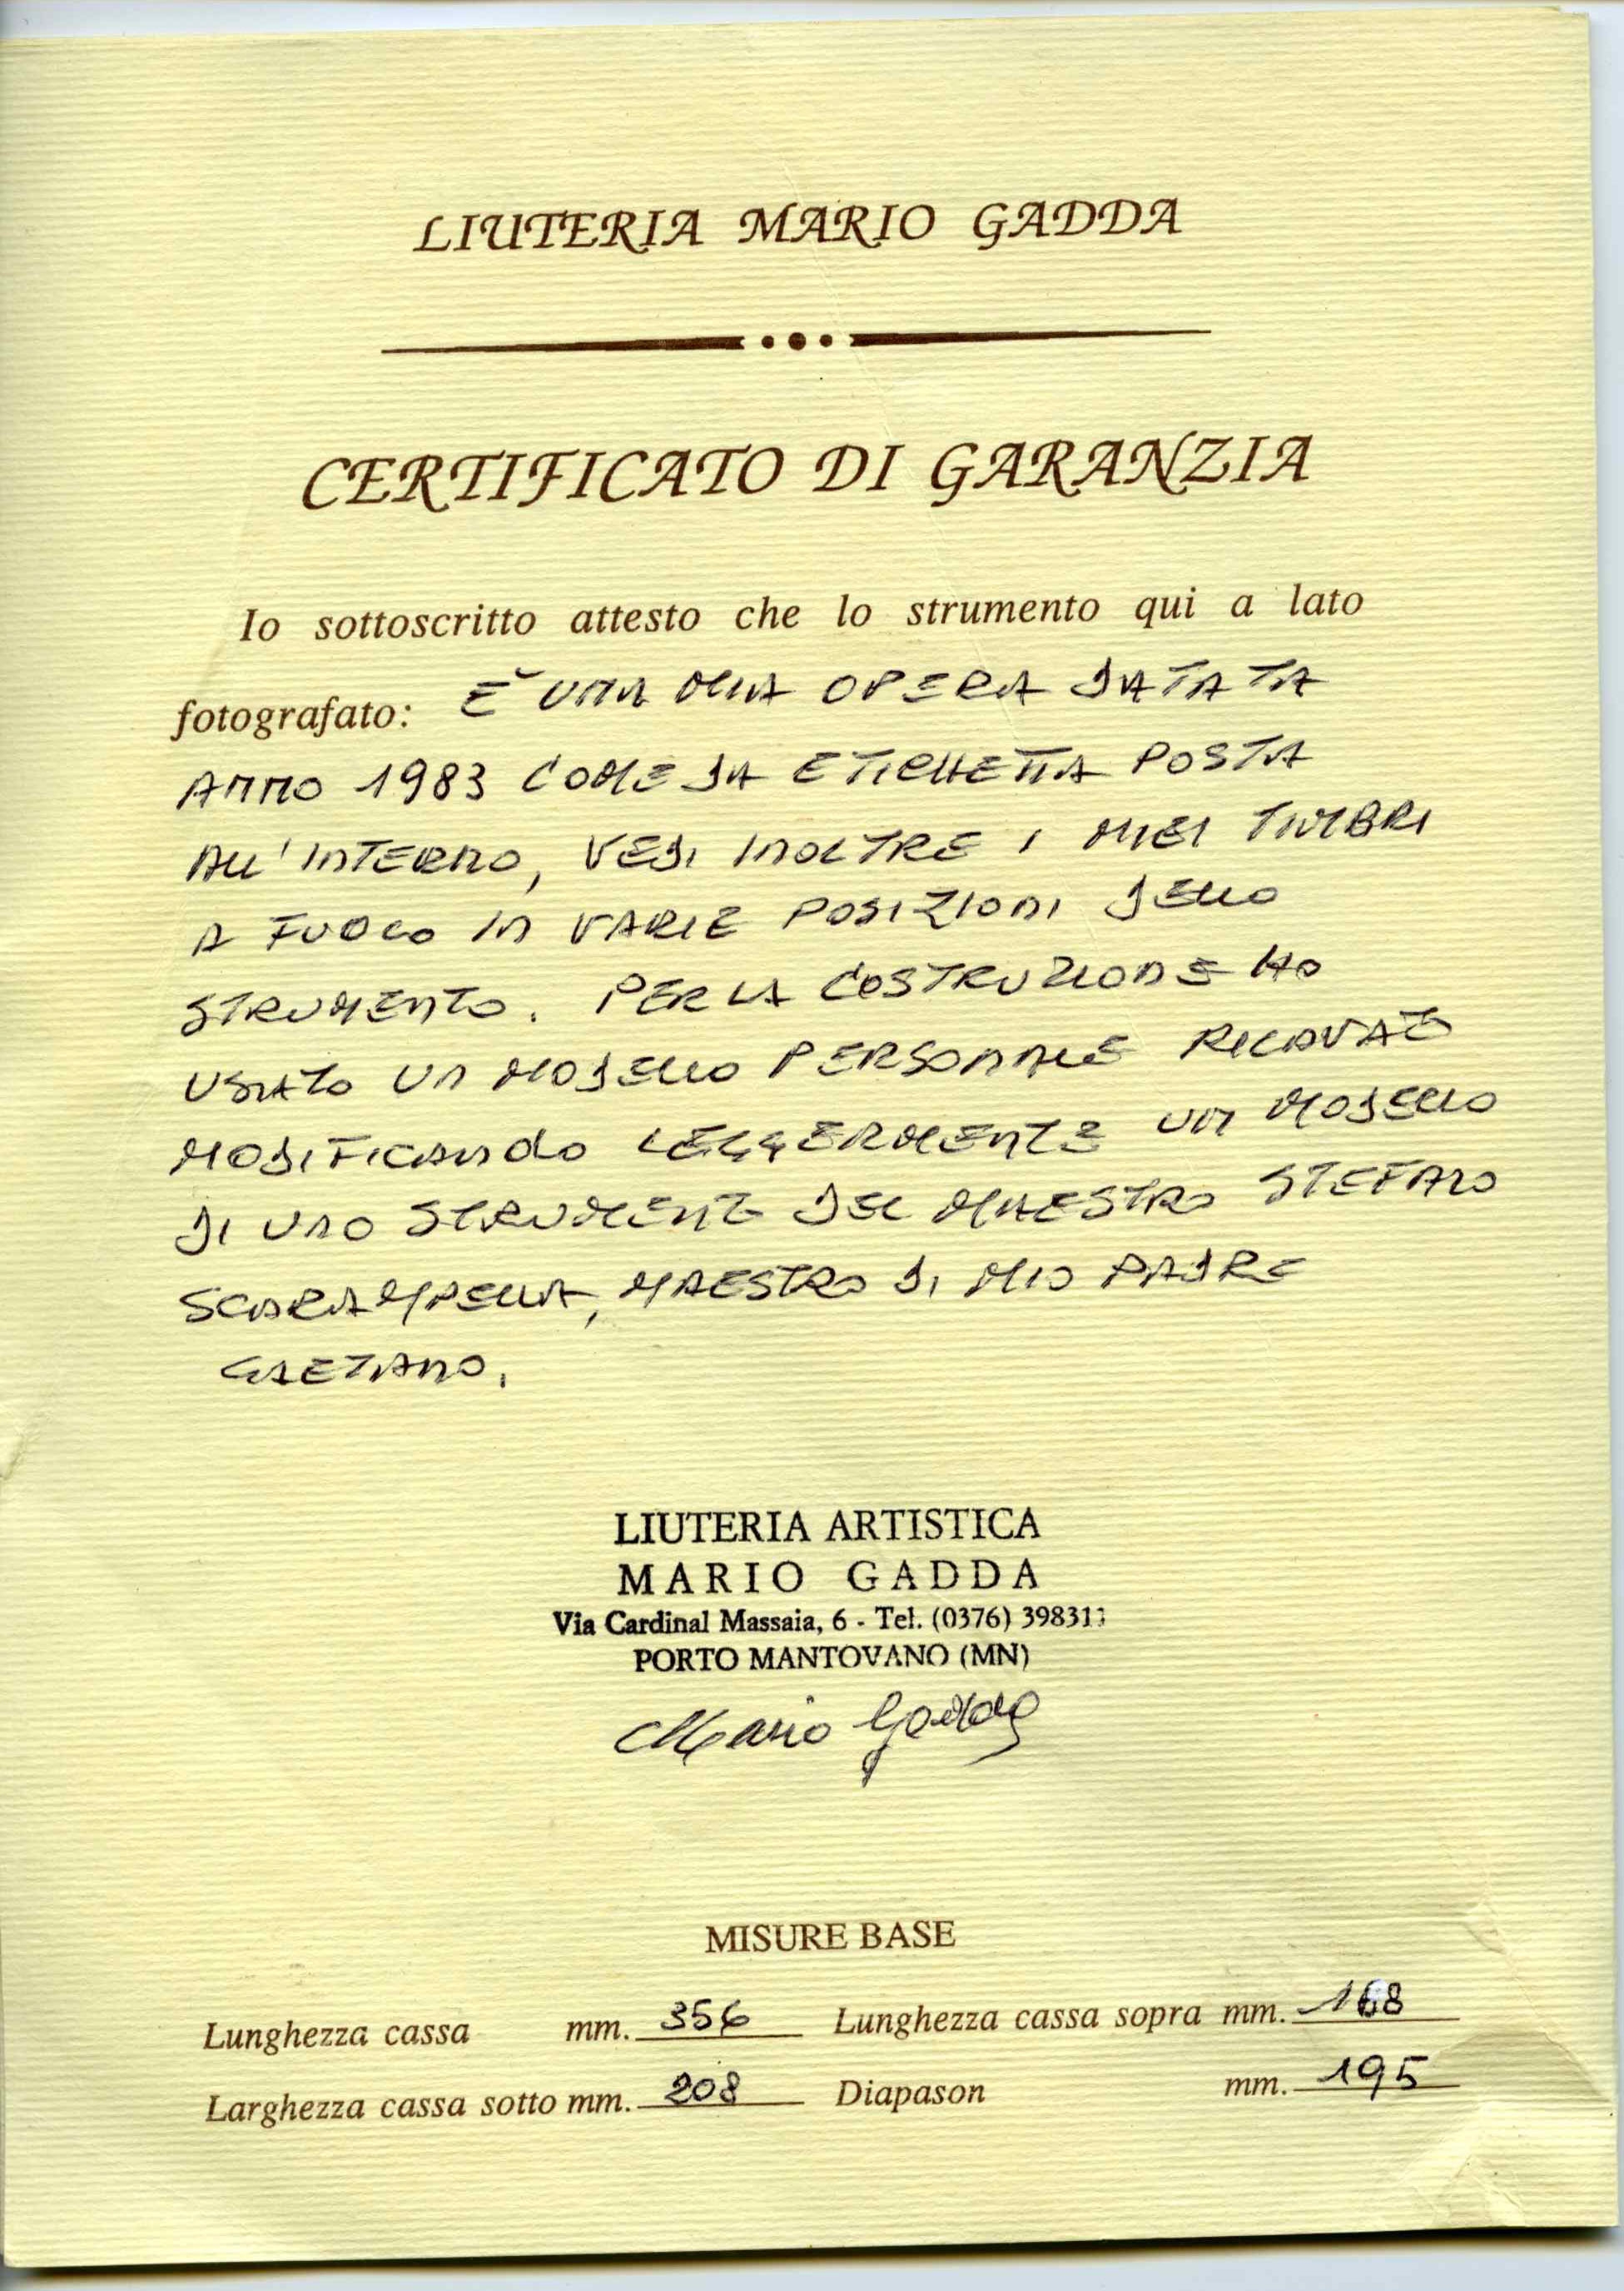 LIUTERIA MARIO GADDA
CERTIFICATO DI GARANZIA
Io sottoscritto attesto che lo strumento qui a lato
fotografato: È UNA MIA OPERA DATATA
ANNO 1983 COME DA ETICHETTA POSTA
ALL'INTERNO, VEDI INOLTRE I MIEI TIMBRI
A FUOCO IN VARIE POSIZIONI DELLO
STRUMENTO. PER LA COSTRUZIONE HO
USATO UN MODELLO PERSONALE RICAVATO
MODIFICANDO LEGGERMENTE UN MODELLO
DI UNO STRUMENTO DEL MAESTRO STEFANO
SCARAMPELLA, MAESTRO DI MIO PADRE
GAETANO.
LIUTERIA ARTISTICA
MARIO GADDA
Via Cardinal Massaia, 6 - Tel. (0376) 398311
PORTO MANTOVANO (MN)
Mario Gadda
MISURE BASE
Lunghezza cassa mm. 356 Lunghezza cassa sopra mm. 168
Larghezza cassa sotto mm. 208 Diapason mm. 195